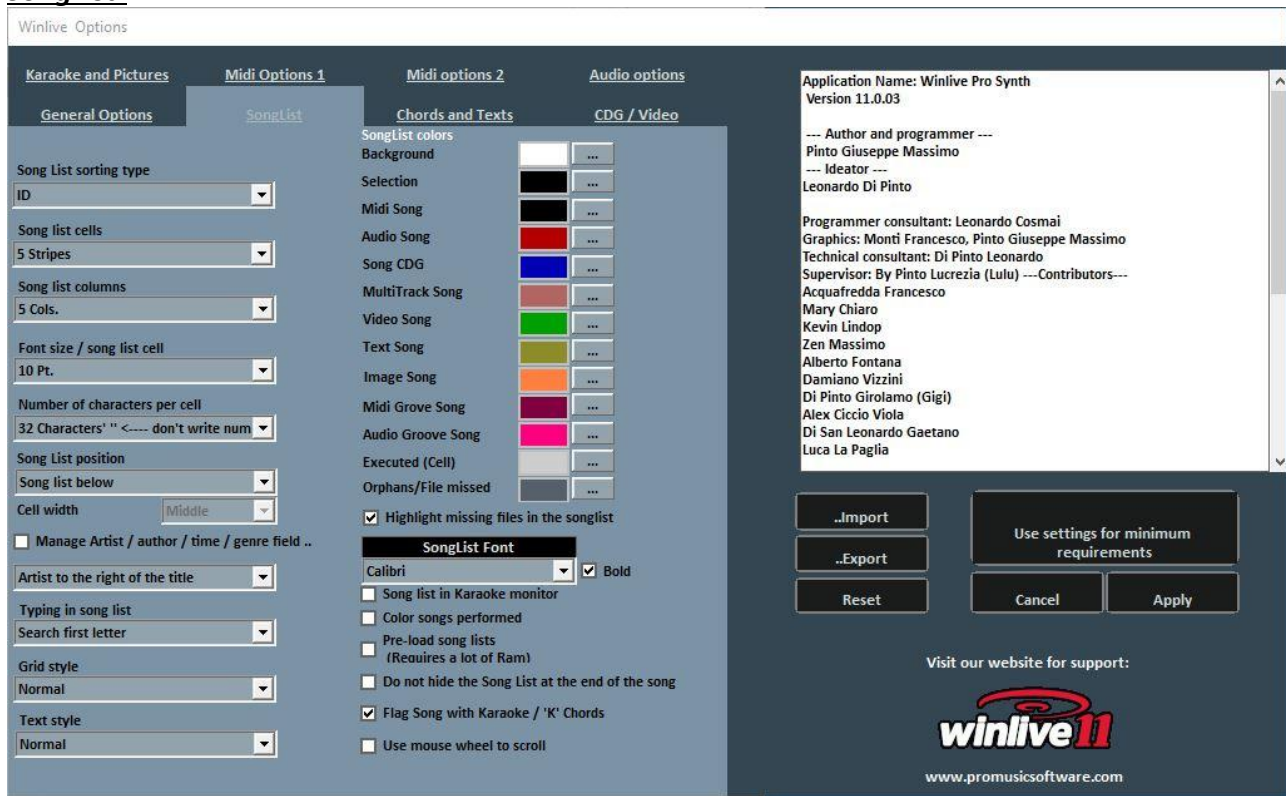 Winlive Options
Karaoke and Pictures
Midi Options 1
Midi options 2
Audio options
General Options
SongList
Chords and Texts
CDG / Video
Song List sorting type
ID
Song list cells
5 Stripes
Song list columns
5 Cols.
Font size / song list cell
10 Pt.
Number of characters per cell
32 Characters' '' <---- don't write num
Song List position
Song list below
Cell width
Middle
Manage Artist / author / time / genre field ..
Artist to the right of the title
Typing in song list
Search first letter
Grid style
Normal
Text style
Normal
SongList colors
Background
...
Selection
...
Midi Song
...
Audio Song
...
Song CDG
...
MultiTrack Song
...
Video Song
...
Text Song
...
Image Song
...
Midi Grove Song
...
Audio Groove Song
...
Executed (Cell)
...
Orphans/File missed
...
Highlight missing files in the songlist
SongList Font
Calibri
Bold
Song list in Karaoke monitor
Color songs performed
Pre-load song lists
(Requires a lot of Ram)
Do not hide the Song List at the end of the song
Flag Song with Karaoke / 'K' Chords
Use mouse wheel to scroll
Application Name: Winlive Pro Synth
Version 11.0.03
--- Author and programmer ---
Pinto Giuseppe Massimo
--- Ideator ---
Leonardo Di Pinto
Programmer consultant: Leonardo Cosmai
Graphics: Monti Francesco, Pinto Giuseppe Massimo
Technical consultant: Di Pinto Leonardo
Supervisor: By Pinto Lucrezia (Lulu) ---Contributors---
Acquafredda Francesco
Mary Chiaro
Kevin Lindop
Zen Massimo
Alberto Fontana
Damiano Vizzini
Di Pinto Girolamo (Gigi)
Alex Ciccio Viola
Di San Leonardo Gaetano
Luca La Paglia
..Import
..Export
Reset
Use settings for minimum
requirements
Cancel
Apply
Visit our website for support:
winlive 11
www.promusicsoftware.com